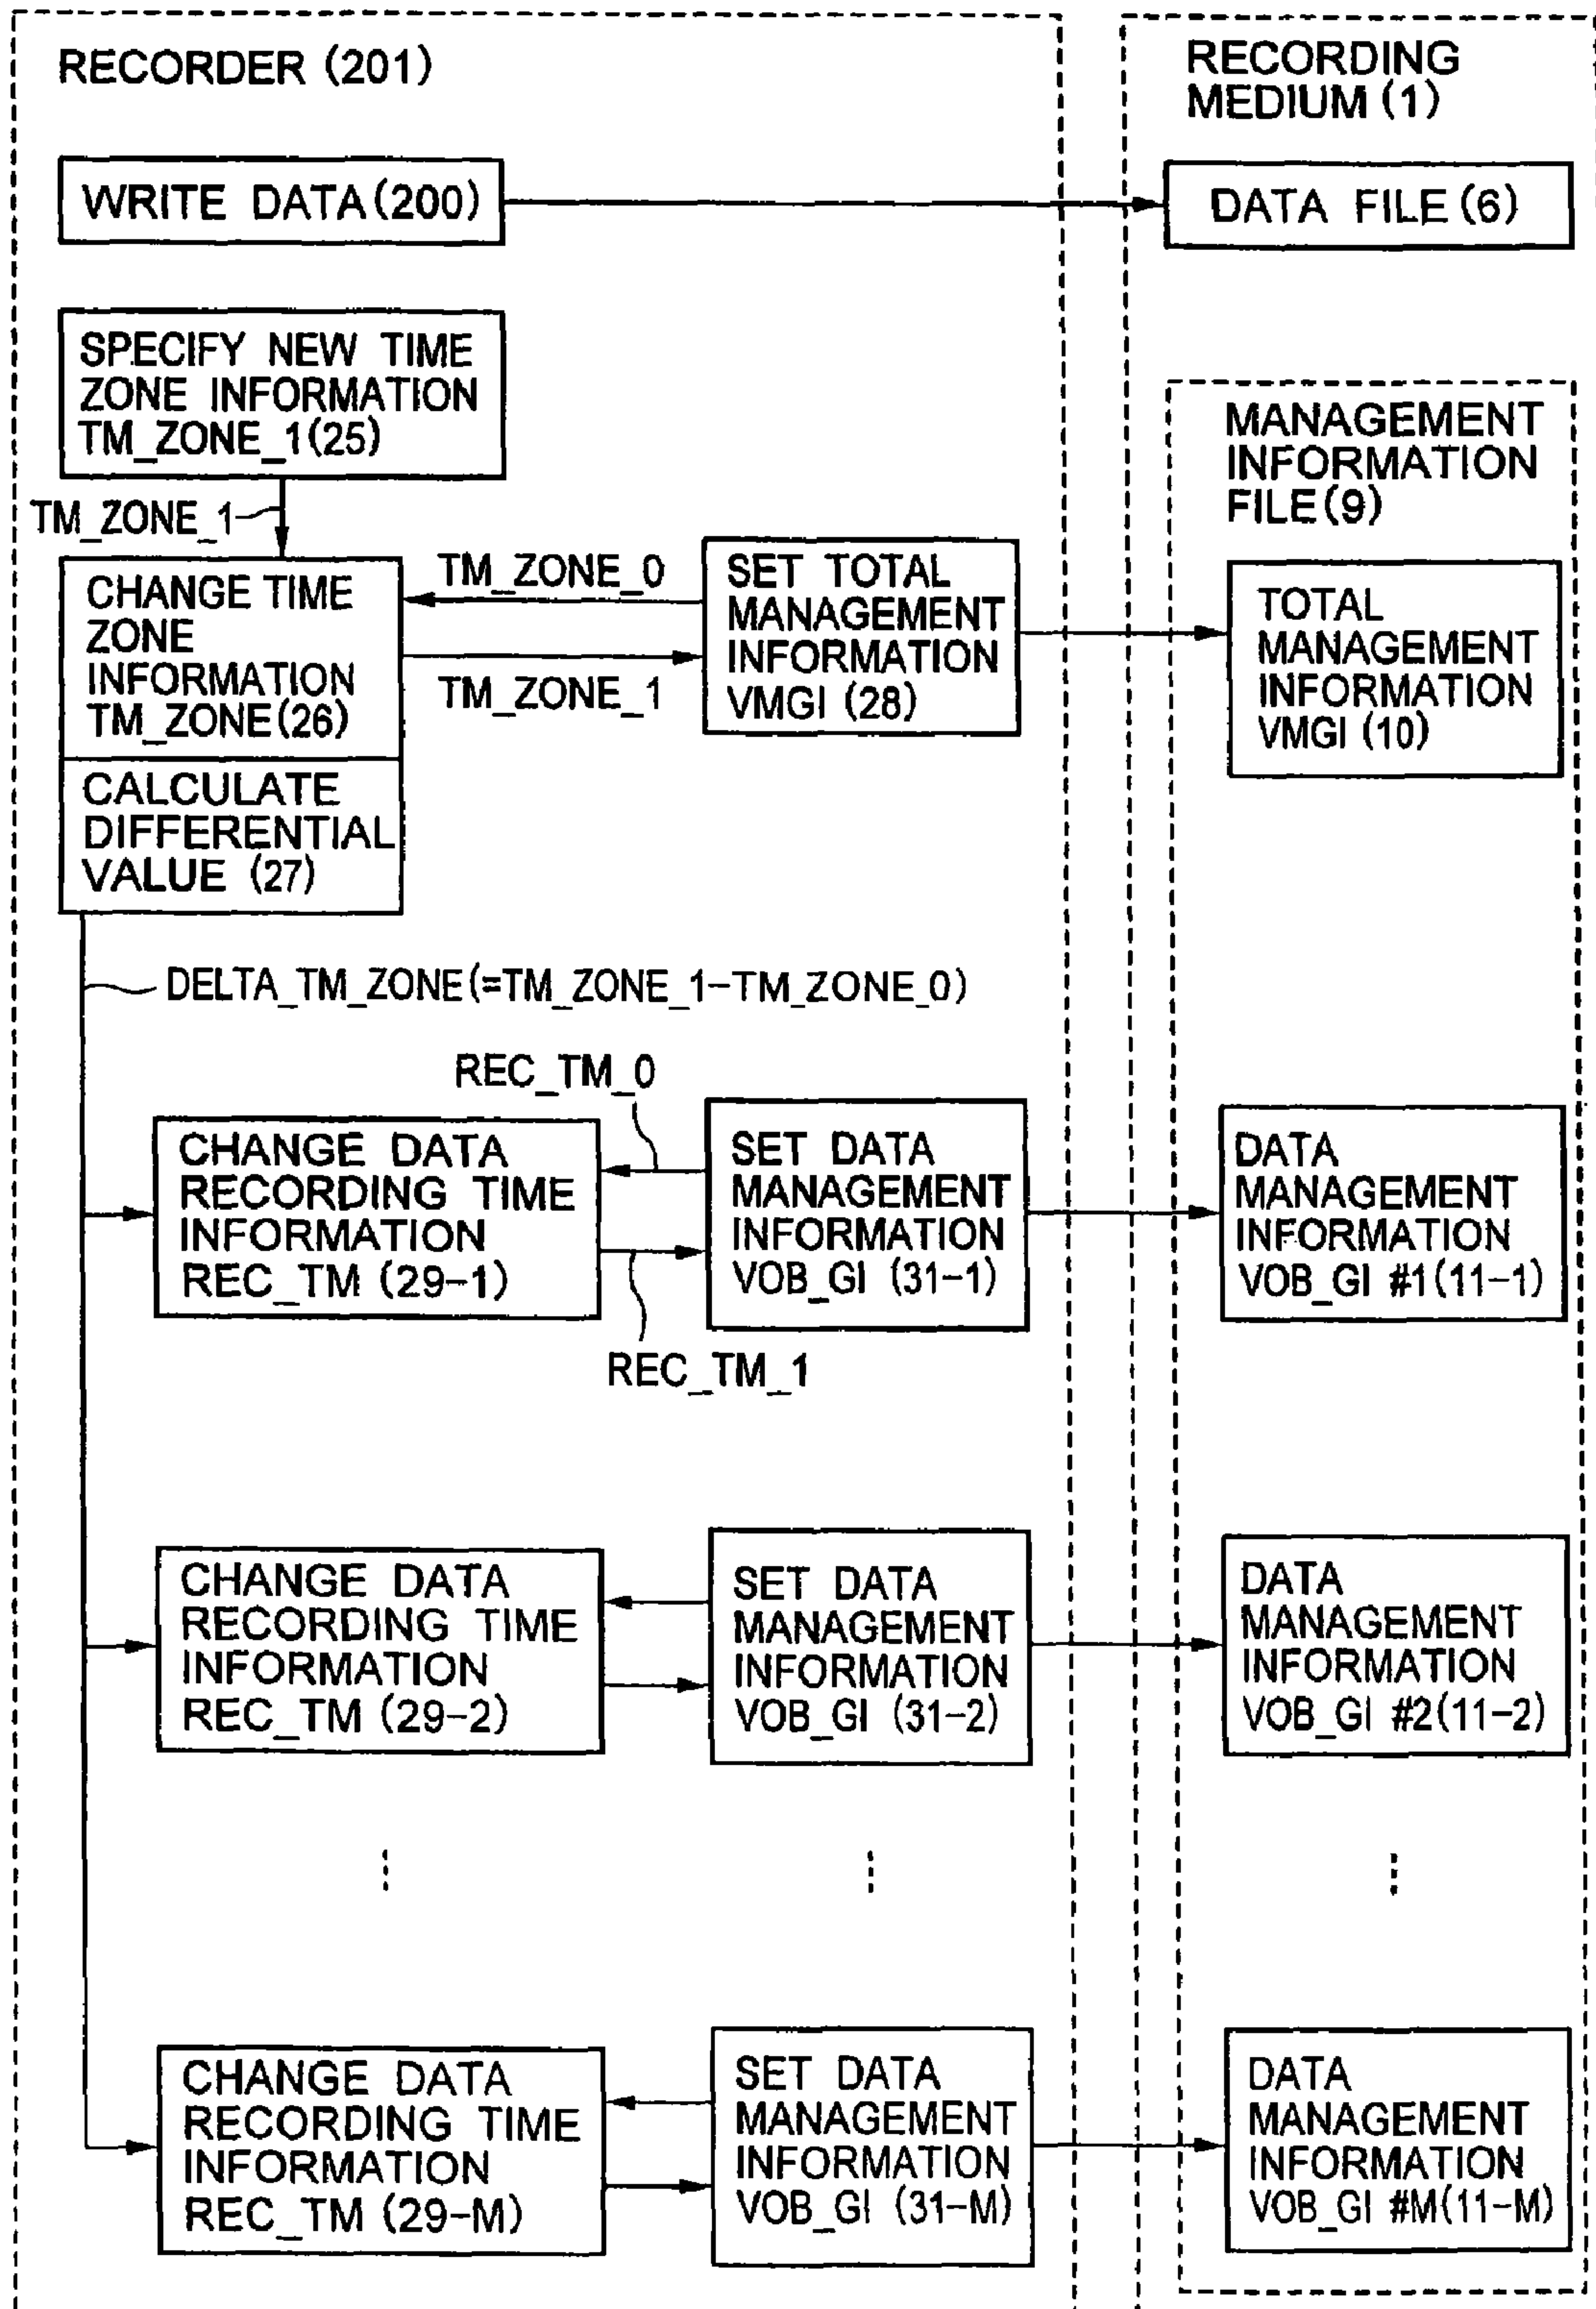 RECORDER (201)
RECORDING
MEDIUM (1)
WRITE DATA (200)
DATA FILE (6)
SPECIFY NEW TIME
ZONE INFORMATION
TM_ZONE_1(25)
MANAGEMENT
INFORMATION
FILE(9)
TM_ZONE_1
CHANGE TIME
ZONE
INFORMATION
TM_ZONE(26)
TM_ZONE_0
TM_ZONE_1
SET TOTAL
MANAGEMENT
INFORMATION
VMGI (28)
TOTAL
MANAGEMENT
INFORMATION
VMGI (10)
CALCULATE
DIFFERENTIAL
VALUE (27)
DELTA_TM_ZONE(=TM_ZONE_1-TM_ZONE_0)
REC_TM_0
CHANGE DATA
RECORDING TIME
INFORMATION
REC_TM (29-1)
SET DATA
MANAGEMENT
INFORMATION
VOB_GI (31-1)
DATA
MANAGEMENT
INFORMATION
VOB_GI #1(11-1)
REC_TM_1
CHANGE DATA
RECORDING TIME
INFORMATION
REC_TM (29-2)
SET DATA
MANAGEMENT
INFORMATION
VOB_GI (31-2)
DATA
MANAGEMENT
INFORMATION
VOB_GI #2(11-2)
CHANGE DATA
RECORDING TIME
INFORMATION
REC_TM (29-M)
SET DATA
MANAGEMENT
INFORMATION
VOB_GI (31-M)
DATA
MANAGEMENT
INFORMATION
VOB_GI #M(11-M)